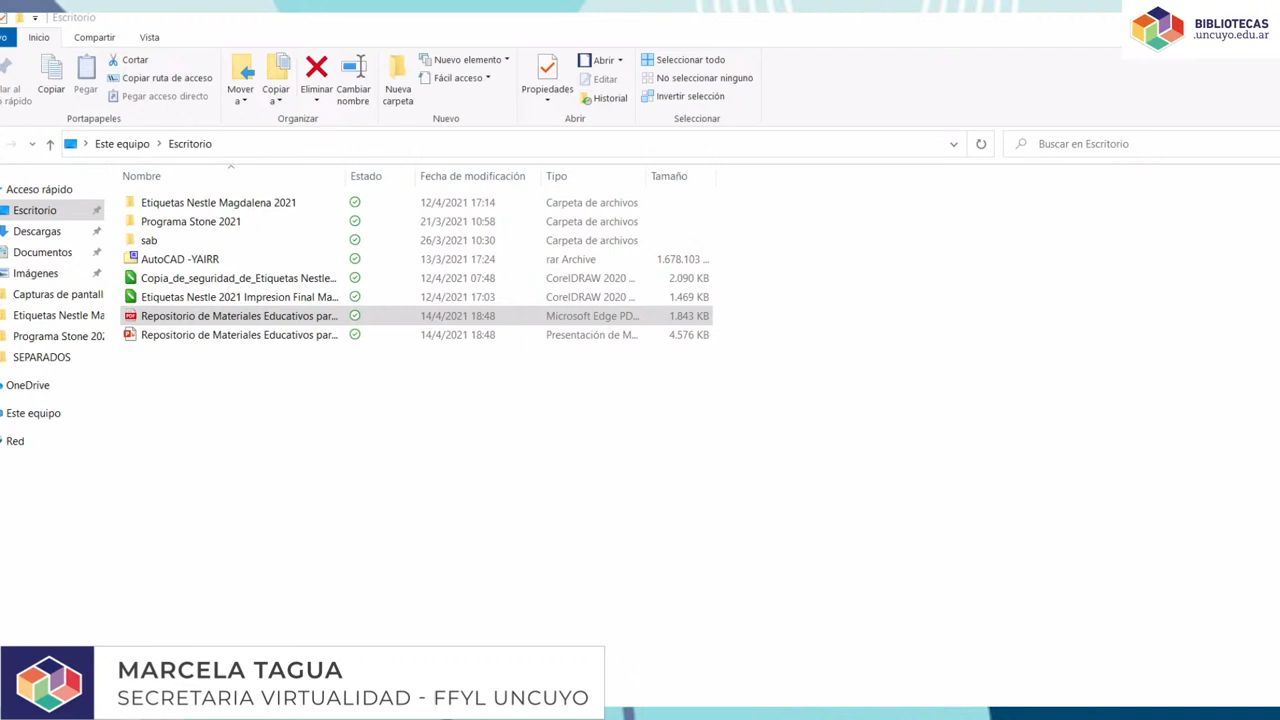 Escritorio
BIBLIOTECAS
.uncuyo.edu.ar
vo Inicio Compartir Vista
Cortar
Copiar ruta de acceso
Pegar acceso directo
lar al
o rápido
Copiar
Pegar
Mover
a
Copiar
a
Eliminar
Cambiar
nombre
Nueva
carpeta
Nuevo elemento
Fácil acceso
Propiedades
Abrir
Editar
Historial
Seleccionar todo
No seleccionar ninguno
Invertir selección
Portapapeles Organizar Nuevo Abrir Seleccionar
Este equipo Escritorio Buscar en Escritorio
Nombre Estado Fecha de modificación Tipo Tamaño
Acceso rápido
Escritorio
Descargas
Documentos
Imágenes
Capturas de pantall
Etiquetas Nestle Ma
Programa Stone 202
SEPARADOS
OneDrive
Este equipo
Red
Etiquetas Nestle Magdalena 2021 12/4/2021 17:14 Carpeta de archivos
Programa Stone 2021 21/3/2021 10:58 Carpeta de archivos
sab 26/3/2021 10:30 Carpeta de archivos
AutoCAD -YAIRR 13/3/2021 17:24 rar Archive 1.678.103 ...
Copia_de_seguridad_de_Etiquetas Nestle... 12/4/2021 07:48 CorelDRAW 2020 ... 2.090 KB
Etiquetas Nestle 2021 Impresion Final Ma... 12/4/2021 17:03 CorelDRAW 2020 ... 1.469 KB
Repositorio de Materiales Educativos par... 14/4/2021 18:48 Microsoft Edge PD... 1.843 KB
Repositorio de Materiales Educativos par... 14/4/2021 18:48 Presentación de M... 4.576 KB
MARCELA TAGUA
SECRETARIA VIRTUALIDAD - FFYL UNCUYO